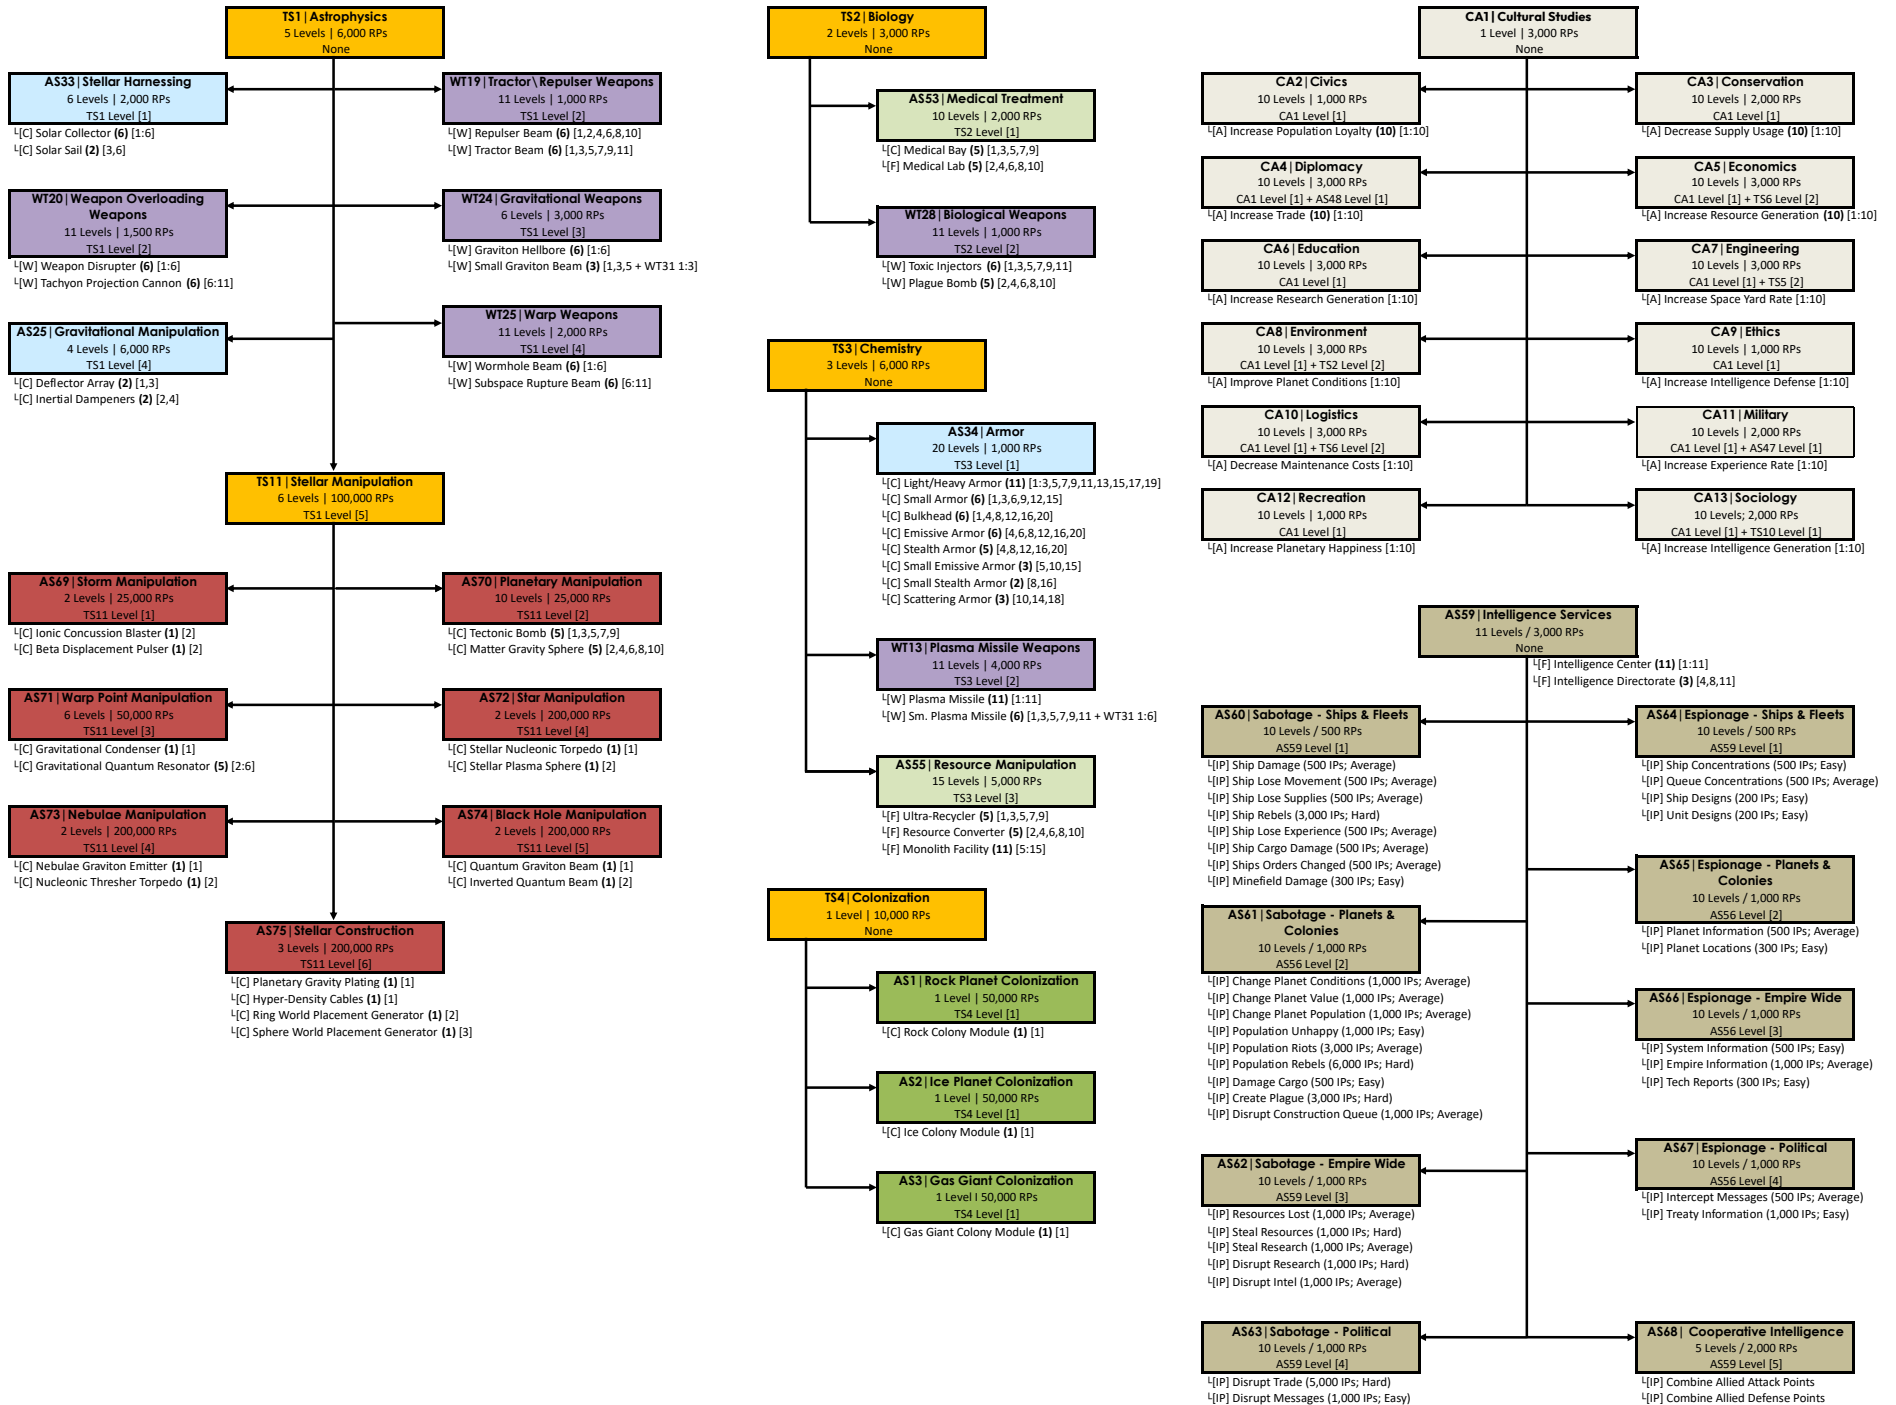 TS1|Astrophysics
5 Levels | 6,000 RPs
None
AS33|Stellar Harnessing
6 Levels | 2,000 RPs
TS1 Level [1]
└[C] Solar Collector (6) [1:6]
└[C] Solar Sail (2) [3,6]
WT19|Tractor\Repulser Weapons
11 Levels | 1,000 RPs
TS1 Level [2]
└[W] Repulser Beam (6) [1,2,4,6,8,10]
└[W] Tractor Beam (6) [1,3,5,7,9,11]
WT20|Weapon Overloading
Weapons
11 Levels | 1,500 RPs
TS1 Level [2]
└[W] Weapon Disrupter (6) [1:6]
└[W] Tachyon Projection Cannon (6) [6:11]
WT24|Gravitational Weapons
6 Levels | 3,000 RPs
TS1 Level [3]
└[W] Graviton Hellbore (6) [1:6]
└[W] Small Graviton Beam (3) [1,3,5 + WT31 1:3]
AS25|Gravitational Manipulation
4 Levels | 6,000 RPs
TS1 Level [4]
└[C] Deflector Array (2) [1,3]
└[C] Inertial Dampeners (2) [2,4]
WT25|Warp Weapons
11 Levels | 2,000 RPs
TS1 Level [4]
└[W] Wormhole Beam (6) [1:6]
└[W] Subspace Rupture Beam (6) [6:11]
TS11|Stellar Manipulation
6 Levels | 100,000 RPs
TS1 Level [5]
AS69|Storm Manipulation
2 Levels | 25,000 RPs
TS11 Level [1]
└[C] Ionic Concussion Blaster (1) [2]
└[C] Beta Displacement Pulser (1) [2]
AS70|Planetary Manipulation
10 Levels | 25,000 RPs
TS11 Level [2]
└[C] Tectonic Bomb (5) [1,3,5,7,9]
└[C] Matter Gravity Sphere (5) [2,4,6,8,10]
AS71|Warp Point Manipulation
6 Levels | 50,000 RPs
TS11 Level [3]
└[C] Gravitational Condenser (1) [1]
└[C] Gravitational Quantum Resonator (5) [2:6]
AS72|Star Manipulation
2 Levels | 200,000 RPs
TS11 Level [4]
└[C] Stellar Nucleonic Torpedo (1) [1]
└[C] Stellar Plasma Sphere (1) [2]
AS73|Nebulae Manipulation
2 Levels | 200,000 RPs
TS11 Level [4]
└[C] Nebulae Graviton Emitter (1) [1]
└[C] Nucleonic Thresher Torpedo (1) [2]
AS74|Black Hole Manipulation
2 Levels | 200,000 RPs
TS11 Level [5]
└[C] Quantum Graviton Beam (1) [1]
└[C] Inverted Quantum Beam (1) [2]
AS75|Stellar Construction
3 Levels | 200,000 RPs
TS11 Level [6]
└[C] Planetary Gravity Plating (1) [1]
└[C] Hyper-Density Cables (1) [1]
└[C] Ring World Placement Generator (1) [2]
└[C] Sphere World Placement Generator (1) [3]
TS2|Biology
2 Levels | 3,000 RPs
None
AS53|Medical Treatment
10 Levels | 2,000 RPs
TS2 Level [1]
└[C] Medical Bay (5) [1,3,5,7,9]
└[F] Medical Lab (5) [2,4,6,8,10]
WT28|Biological Weapons
11 Levels | 1,000 RPs
TS2 Level [2]
└[W] Toxic Injectors (6) [1,3,5,7,9,11]
└[W] Plague Bomb (5) [2,4,6,8,10]
TS3|Chemistry
3 Levels | 6,000 RPs
None
AS34|Armor
20 Levels | 1,000 RPs
TS3 Level [1]
└[C] Light/Heavy Armor (11) [1:3,5,7,9,11,13,15,17,19]
└[C] Small Armor (6) [1,3,6,9,12,15]
└[C] Bulkhead (6) [1,4,8,12,16,20]
└[C] Emissive Armor (6) [4,6,8,12,16,20]
└[C] Stealth Armor (5) [4,8,12,16,20]
└[C] Small Emissive Armor (3) [5,10,15]
└[C] Small Stealth Armor (2) [8,16]
└[C] Scattering Armor (3) [10,14,18]
WT13|Plasma Missile Weapons
11 Levels | 4,000 RPs
TS3 Level [2]
└[W] Plasma Missile (11) [1:11]
└[W] Sm. Plasma Missile (6) [1,3,5,7,9,11 + WT31 1:6]
AS55|Resource Manipulation
15 Levels | 5,000 RPs
TS3 Level [3]
└[F] Ultra-Recycler (5) [1,3,5,7,9]
└[F] Resource Converter (5) [2,4,6,8,10]
└[F] Monolith Facility (11) [5:15]
TS4|Colonization
1 Level | 10,000 RPs
None
AS1|Rock Planet Colonization
1 Level | 50,000 RPs
TS4 Level [1]
└[C] Rock Colony Module (1) [1]
AS2|Ice Planet Colonization
1 Level | 50,000 RPs
TS4 Level [1]
└[C] Ice Colony Module (1) [1]
AS3|Gas Giant Colonization
1 Level I 50,000 RPs
TS4 Level [1]
└[C] Gas Giant Colony Module (1) [1]
CA1|Cultural Studies
1 Level | 3,000 RPs
None
CA2|Civics
10 Levels | 1,000 RPs
CA1 Level [1]
└[A] Increase Population Loyalty (10) [1:10]
CA3|Conservation
10 Levels | 2,000 RPs
CA1 Level [1]
└[A] Decrease Supply Usage (10) [1:10]
CA4|Diplomacy
10 Levels | 3,000 RPs
CA1 Level [1] + AS48 Level [1]
└[A] Increase Trade (10) [1:10]
CA5|Economics
10 Levels | 3,000 RPs
CA1 Level [1] + TS6 Level [2]
└[A] Increase Resource Generation (10) [1:10]
CA6|Education
10 Levels | 3,000 RPs
CA1 Level [1]
└[A] Increase Research Generation [1:10]
CA7|Engineering
10 Levels | 3,000 RPs
CA1 Level [1] + TS5 [2]
└[A] Increase Space Yard Rate [1:10]
CA8|Environment
10 Levels | 3,000 RPs
CA1 Level [1] + TS2 Level [2]
└[A] Improve Planet Conditions [1:10]
CA9|Ethics
10 Levels | 1,000 RPs
CA1 Level [1]
└[A] Increase Intelligence Defense [1:10]
CA10|Logistics
10 Levels | 3,000 RPs
CA1 Level [1] + TS6 Level [2]
└[A] Decrease Maintenance Costs [1:10]
CA11|Military
10 Levels | 2,000 RPs
CA1 Level [1] + AS47 Level [1]
└[A] Increase Experience Rate [1:10]
CA12|Recreation
10 Levels | 1,000 RPs
CA1 Level [1]
└[A] Increase Planetary Happiness [1:10]
CA13|Sociology
10 Levels; 2,000 RPs
CA1 Level [1] + TS10 Level [1]
└[A] Increase Intelligence Generation [1:10]
AS59|Intelligence Services
11 Levels / 3,000 RPs
None
└[F] Intelligence Center (11) [1:11]
└[F] Intelligence Directorate (3) [4,8,11]
AS60|Sabotage - Ships & Fleets
10 Levels / 500 RPs
AS59 Level [1]
└[IP] Ship Damage (500 IPs; Average)
└[IP] Ship Lose Movement (500 IPs; Average)
└[IP] Ship Lose Supplies (500 IPs; Average)
└[IP] Ship Rebels (3,000 IPs; Hard)
└[IP] Ship Lose Experience (500 IPs; Average)
└[IP] Ship Cargo Damage (500 IPs; Average)
└[IP] Ships Orders Changed (500 IPs; Average)
└[IP] Minefield Damage (300 IPs; Easy)
AS64|Espionage - Ships & Fleets
10 Levels / 500 RPs
AS59 Level [1]
└[IP] Ship Concentrations (500 IPs; Easy)
└[IP] Queue Concentrations (500 IPs; Average)
└[IP] Ship Designs (200 IPs; Easy)
└[IP] Unit Designs (200 IPs; Easy)
AS65|Espionage - Planets &
Colonies
10 Levels / 1,000 RPs
AS56 Level [2]
└[IP] Planet Information (500 IPs; Average)
└[IP] Planet Locations (300 IPs; Easy)
AS61|Sabotage - Planets &
Colonies
10 Levels / 1,000 RPs
AS56 Level [2]
└[IP] Change Planet Conditions (1,000 IPs; Average)
└[IP] Change Planet Value (1,000 IPs; Average)
└[IP] Change Planet Population (1,000 IPs; Average)
└[IP] Population Unhappy (1,000 IPs; Easy)
└[IP] Population Riots (3,000 IPs; Average)
└[IP] Population Rebels (6,000 IPs; Hard)
└[IP] Damage Cargo (500 IPs; Easy)
└[IP] Create Plague (3,000 IPs; Hard)
└[IP] Disrupt Construction Queue (1,000 IPs; Average)
AS66|Espionage - Empire Wide
10 Levels / 1,000 RPs
AS56 Level [3]
└[IP] System Information (500 IPs; Easy)
└[IP] Empire Information (1,000 IPs; Average)
└[IP] Tech Reports (300 IPs; Easy)
AS62|Sabotage - Empire Wide
10 Levels / 1,000 RPs
AS59 Level [3]
└[IP] Resources Lost (1,000 IPs; Average)
└[IP] Steal Resources (1,000 IPs; Hard)
└[IP] Steal Research (1,000 IPs; Average)
└[IP] Disrupt Research (1,000 IPs; Hard)
└[IP] Disrupt Intel (1,000 IPs; Average)
AS67|Espionage - Political
10 Levels / 1,000 RPs
AS56 Level [4]
└[IP] Intercept Messages (500 IPs; Average)
└[IP] Treaty Information (1,000 IPs; Easy)
AS63|Sabotage - Political
10 Levels / 1,000 RPs
AS59 Level [4]
└[IP] Disrupt Trade (5,000 IPs; Hard)
└[IP] Disrupt Messages (1,000 IPs; Easy)
AS68| Cooperative Intelligence
5 Levels / 2,000 RPs
AS59 Level [5]
└[IP] Combine Allied Attack Points
└[IP] Combine Allied Defense Points